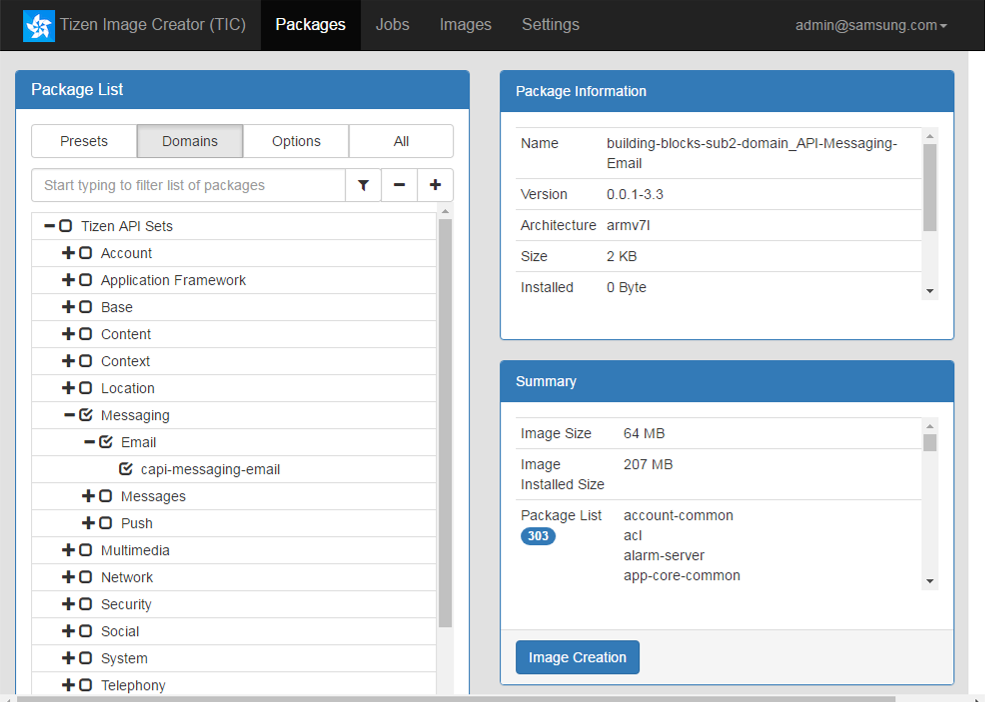 Tizen Image Creator (TIC) Packages Jobs Images Settings admin@samsung.com
Package List
Presets Domains Options All
Start typing to filter list of packages
Tizen API Sets
Account
Application Framework
Base
Content
Context
Location
Messaging
Email
capi-messaging-email
Messages
Push
Multimedia
Network
Security
Social
System
Telephony
Package Information
Name building-blocks-sub2-domain_API-Messaging-
Email
Version 0.0.1-3.3
Architecture armv7l
Size 2 KB
Installed 0 Byte
Summary
Image Size 64 MB
Image 207 MB
Installed Size
Package List account-common
303 acl
alarm-server
app-core-common
Image Creation